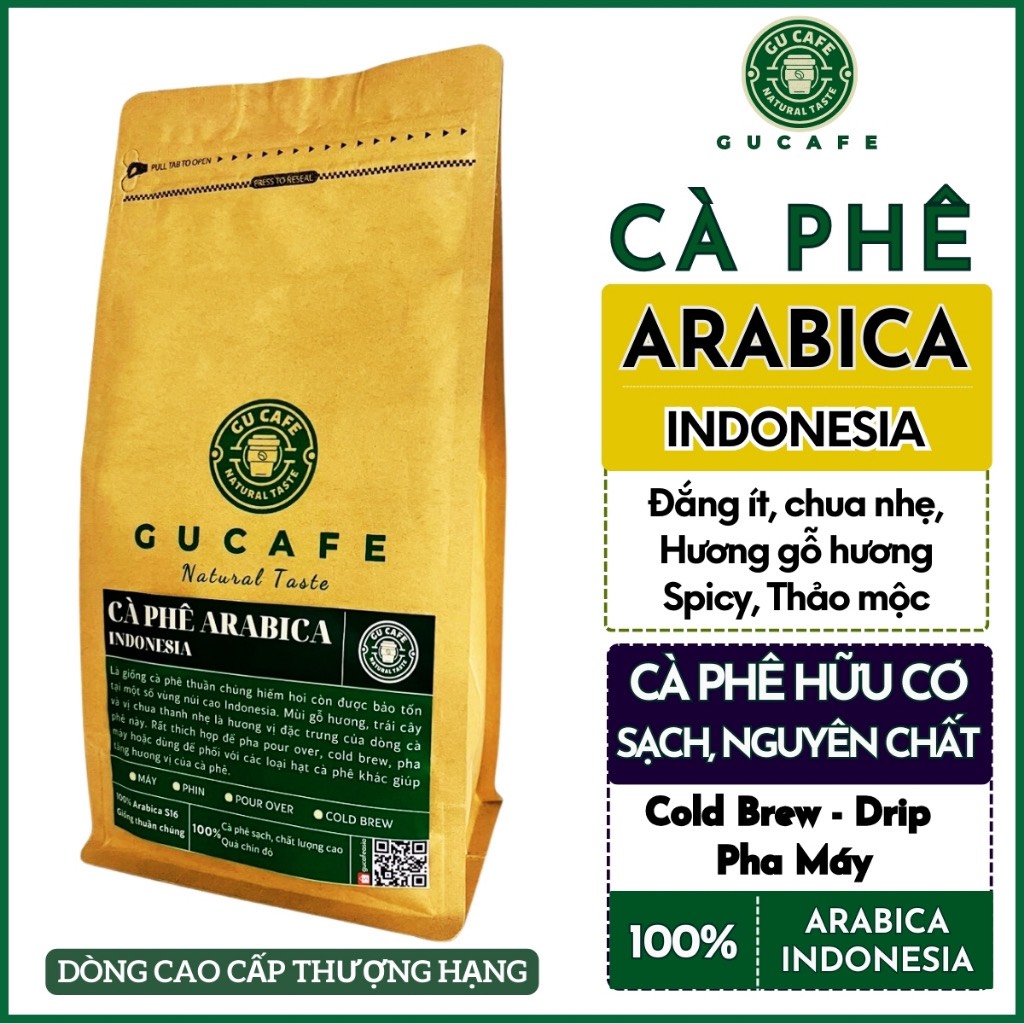 PULL TAB TO OPEN
PRESS TO RESEAL
GU CAFE
NATURAL TASTE
GUCAFE
Natural Taste
CÀ PHÊ ARABICA
INDONESIA
GU CAFE
NATURAL TASTE
Là giống cà phê thuần chủng hiếm hoi còn được bảo tồn
tại một số vùng núi cao Indonesia. Mùi gỗ hương, trái cây
và vị chua thanh nhẹ là hương vị đặc trưng của dòng cà
phê này. Rất thích hợp để pha pour over, cold brew, pha
máy hoặc dùng để phối với các loại hạt cà phê khác giúp
tăng hương vị của cà phê.
MÁY
PHIN
POUR OVER
COLD BREW
100% Arabica S16
Giống thuần chủng
100%
Cà phê sạch, chất lượng cao
Quả chín đỏ
gucafeasia
DÒNG CAO CẤP THƯỢNG HẠNG
GU CAFE
NATURAL TASTE
GUCAFE
CÀ PHÊ
ARABICA
INDONESIA
Đắng ít, chua nhẹ,
Hương gỗ hương
Spicy, Thảo mộc
CÀ PHÊ HỮU CƠ
SẠCH, NGUYÊN CHẤT
Cold Brew - Drip
Pha Máy
100%
ARABICA
INDONESIA